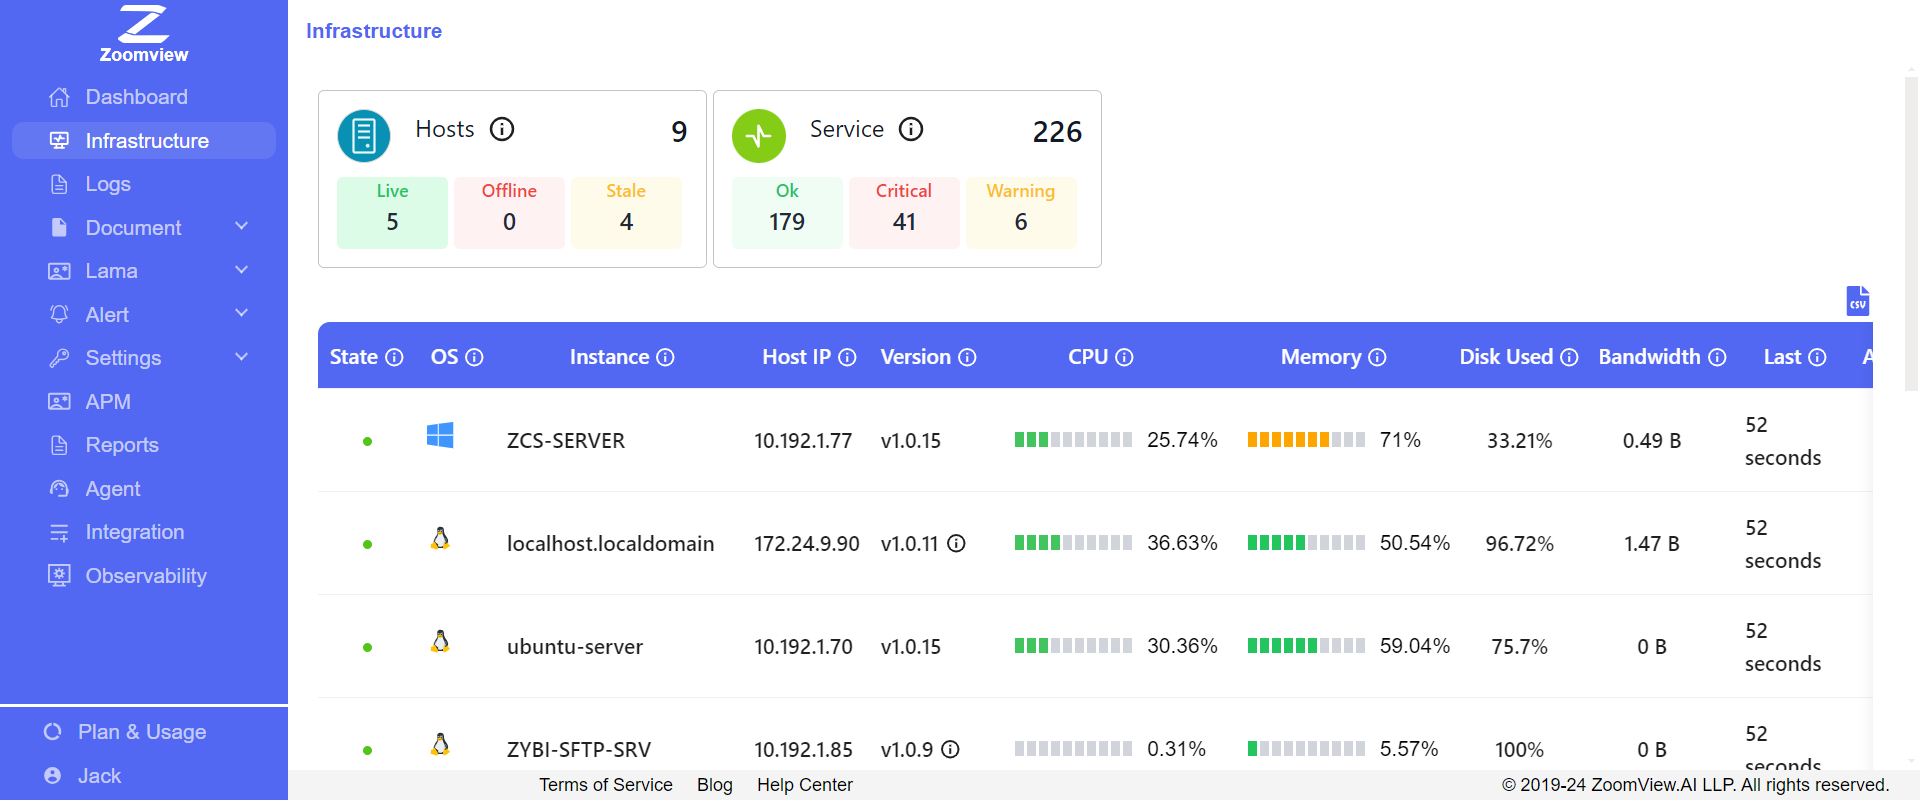 Zoomview
Dashboard
Infrastructure
Logs
Document
Lama
Alert
Settings
APM
Reports
Agent
Integration
Observability
Plan & Usage
Jack
Infrastructure
Hosts 9
Live Offline Stale
5 0 4
Service 226
Ok Critical Warning
179 41 6
CSV
State OS Instance Host IP Version CPU Memory Disk Used Bandwidth Last A
ZCS-SERVER 10.192.1.77 v1.0.15 25.74% 71% 33.21% 0.49 B 52 seconds
localhost.localdomain 172.24.9.90 v1.0.11 36.63% 50.54% 96.72% 1.47 B 52 seconds
ubuntu-server 10.192.1.70 v1.0.15 30.36% 59.04% 75.7% 0 B 52 seconds
ZYBI-SFTP-SRV 10.192.1.85 v1.0.9 0.31% 5.57% 100% 0 B 52 seconds
Terms of Service Blog Help Center © 2019-24 ZoomView.AI LLP. All rights reserved.